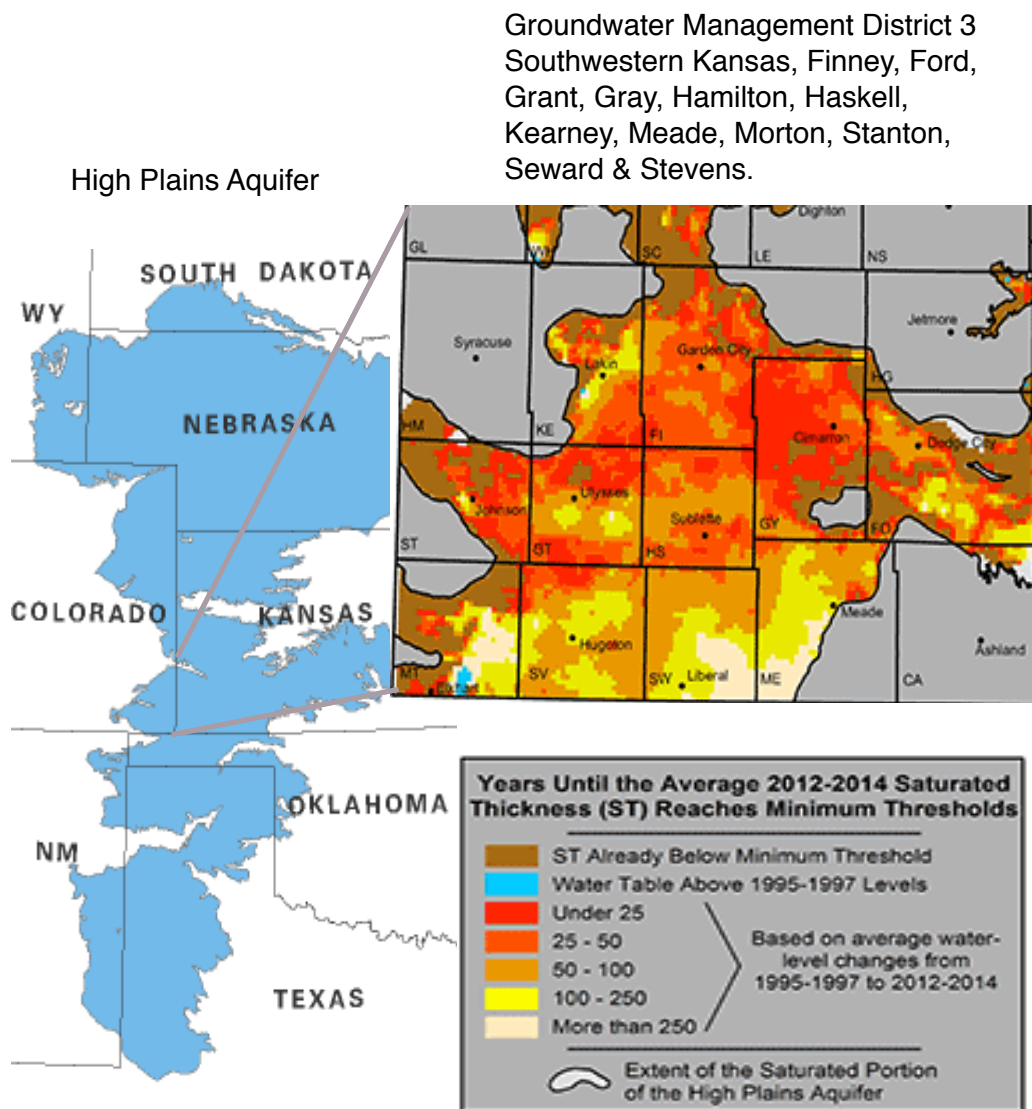 Groundwater Management District 3
Southwestern Kansas, Finney, Ford,
Grant, Gray, Hamilton, Haskell,
Kearney, Meade, Morton, Stanton,
Seward & Stevens.
High Plains Aquifer
SOUTH DAKOTA
WY
NEBRASKA
COLORADO
KANSAS
OKLAHOMA
NM
TEXAS
Dighton
GL
WH
SC
LE
NS
Syracuse
Garden City
Jetmore
Lakin
HG
HM
KE
FI
Cimarron
Dodge City
Johnson
Ulysses
Sublette
GY
FO
ST
GT
HS
Meade
Hugoton
Ashland
MT
Elkhart
SV
SW
Liberal
ME
CA
Years Until the Average 2012-2014 Saturated
Thickness (ST) Reaches Minimum Thresholds
ST Already Below Minimum Threshold
Water Table Above 1995-1997 Levels
Under 25
25 - 50
50 - 100
100 - 250
More than 250
Based on average water-
level changes from
1995-1997 to 2012-2014
Extent of the Saturated Portion
of the High Plains Aquifer